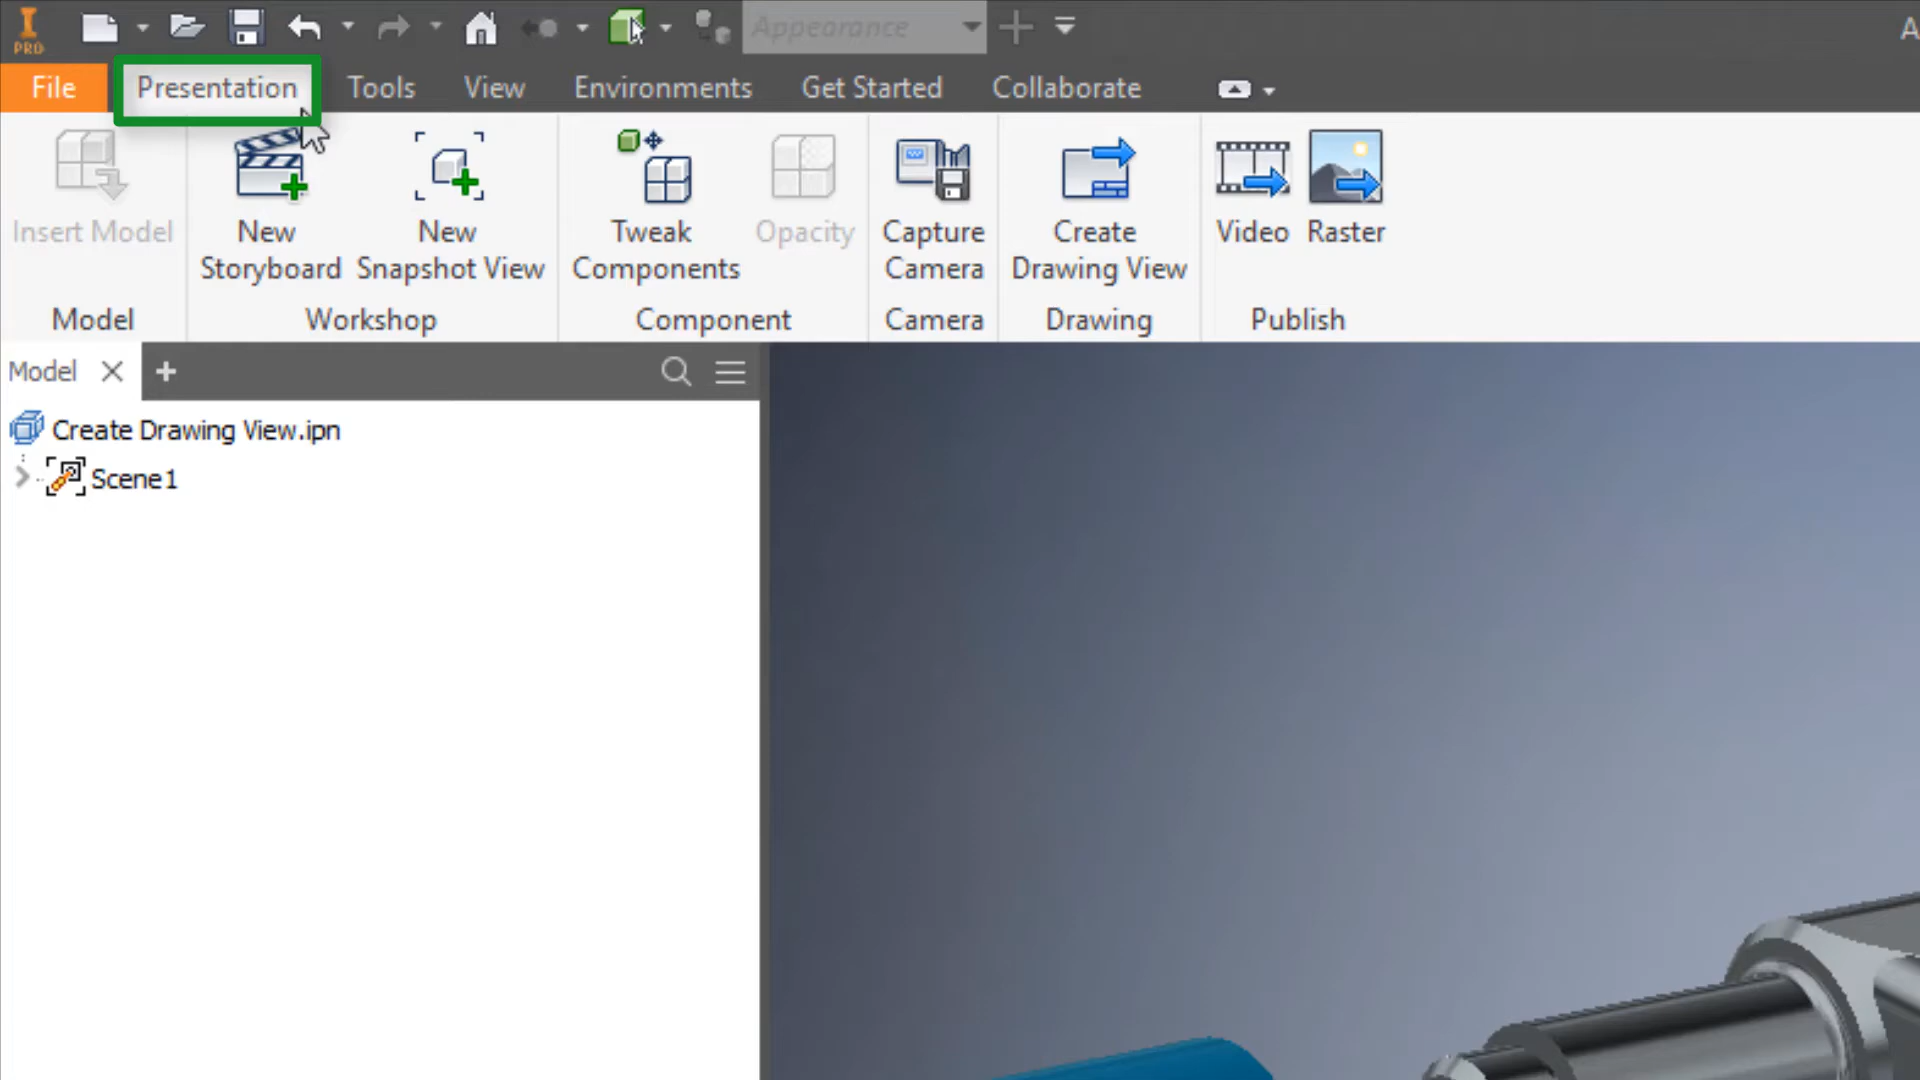 PRO Appearance A
File Presentation Tools View Environments Get Started Collaborate
Insert Model
New Storyboard
New Snapshot View
Tweak Components
Opacity
Capture Camera
Create Drawing View
Video
Raster
Model Workshop Component Camera Drawing Publish
Model
Create Drawing View.ipn
Scene1